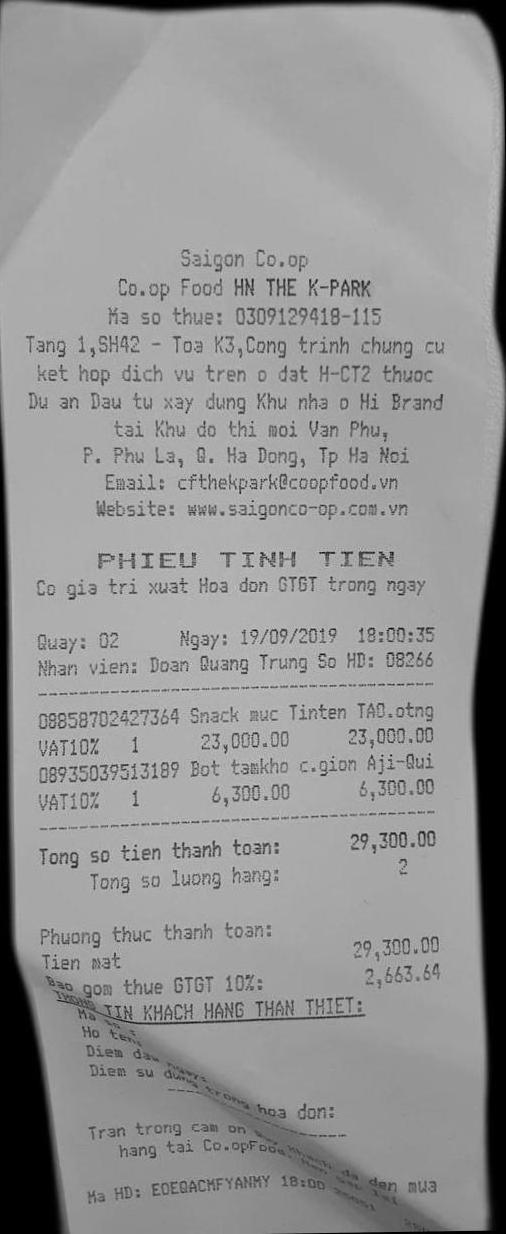 Saigon Co.op
Co.op Food HN THE K-PARK
Ma so thue: 0309129418-115
Tang 1,SH42 - Toa K3,Cong trinh chung cu
ket hop dich vu tren o dat H-CT2 thuoc
Du an Dau tu xay dung Khu nha o Hi Brand
tai Khu do thi moi Van Phu,
P. Phu La, Q. Ha Dong, Tp Ha Noi
Email: cfthekpark@coopfood.vn
Website: www.saigonco-op.com.vn
PHIEU TINH TIEN
Co gia tri xuat Hoa don GTGT trong ngay
Quay: 02 Ngay: 19/09/2019 18:00:35
Nhan vien: Doan Quang Trung So HD: 08266
08858702427364 Snack muc Tinten TAO.otng
VAT10% 1 23,000.00 23,000.00
08935039513189 Bot tamkho c.gion Aji-Qui
VAT10% 1 6,300.00 6,300.00
Tong so tien thanh toan: 29,300.00
Tong so luong hang: 2
Phuong thuc thanh toan:
Tien mat 29,300.00
Bao gom thue GTGT 10%: 2,663.64
THONG TIN KHACH HANG THAN THIET:
Ma so :
Ho ten:
Diem dau ngay:
Diem su dung trong hoa don:
Tran trong cam on quy khach da den mua
hang tai Co.opFood. Hen gap lai
Ma HD: EOEQACMFYANMY 18:00